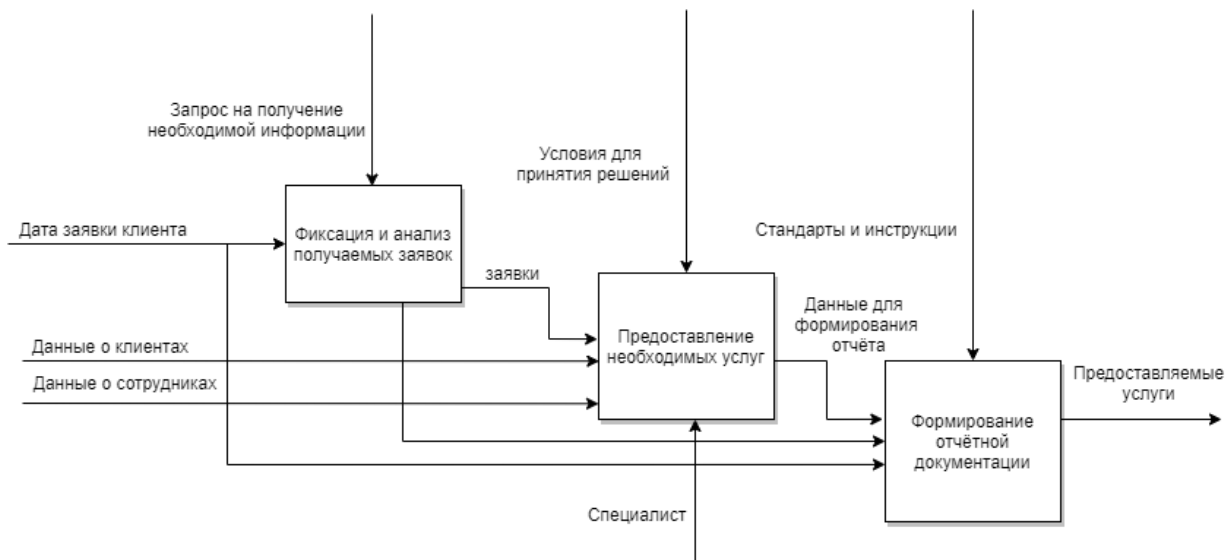 Запрос на получение
необходимой информации
Условия для
принятия решений
Дата заявки клиента
Фиксация и анализ
получаемых заявок
Стандарты и инструкции
заявки
Данные для
формирования
отчёта
Данные о клиентах
Предоставление
необходимых услуг
Данные о сотрудниках
Предоставляемые
услуги
Формирование
отчётной
документации
Специалист